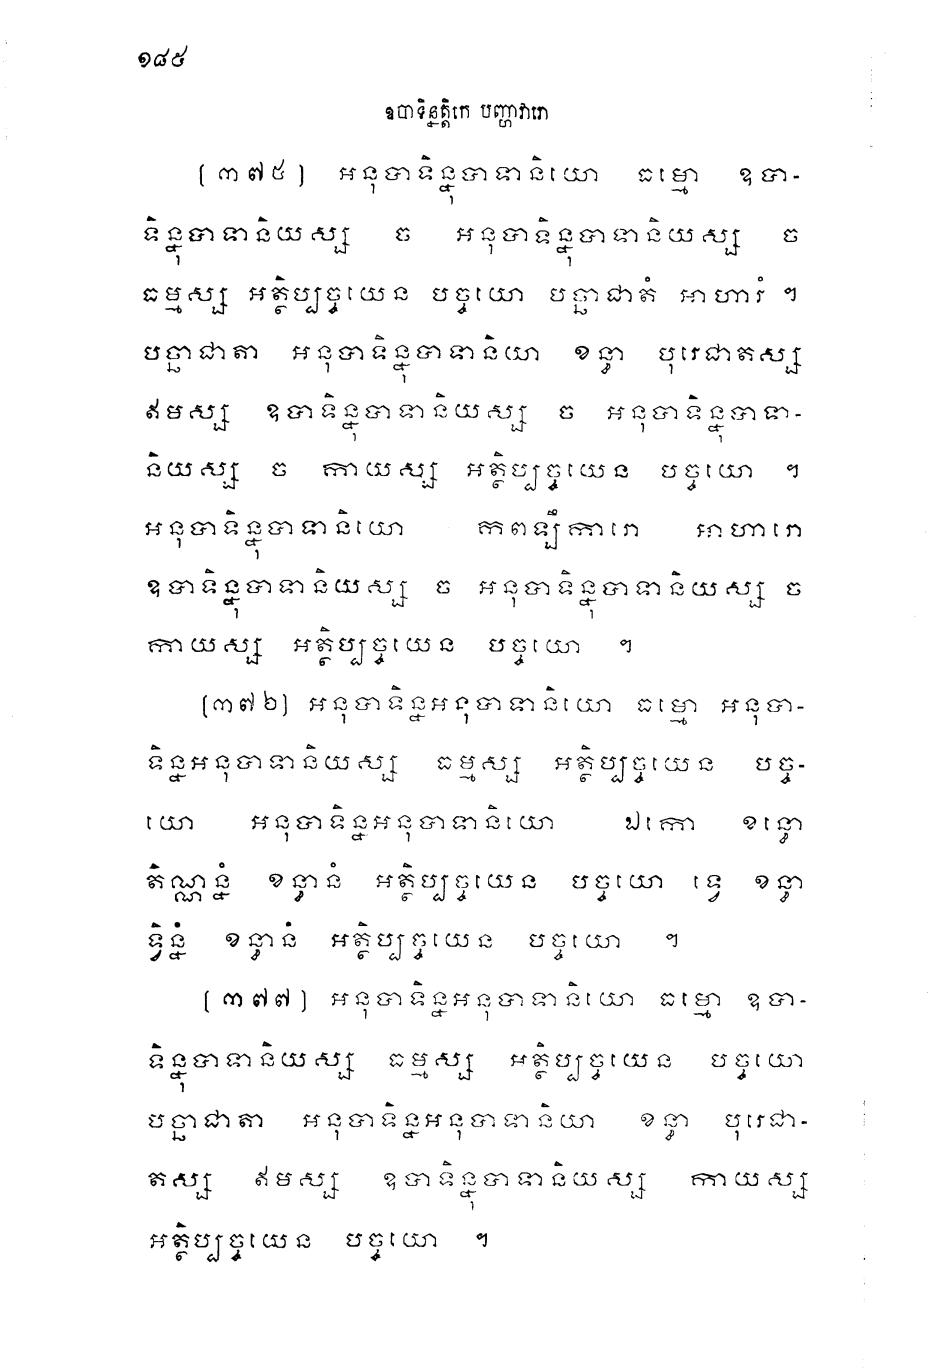 ១៨៥
ឧបាទិន្នត្តិកេ បញ្ហាវារោ
(៣៧៥) អនុបាទិន្នុបាទានិយោ ធម្មោ ឧបា-
ទិន្នុបាទានិយស្ស ច អនុបាទិន្នុបាទានិយស្ស ច
ធម្មស្ស អត្ថិប្បច្ចយេន បច្ចយោ បច្ឆាជាតំ អាហារំ ។
បច្ឆាជាតា អនុបាទិន្នុបាទានិយា ខន្ធា បុរេជាតស្ស
ឥមស្ស ឧបាទិន្នុបាទានិយស្ស ច អនុបាទិន្នុបាទា-
និយស្ស ច កាយស្ស អត្ថិប្បច្ចយេន បច្ចយោ ។
អនុបាទិន្នុបាទានិយោ កពឡឹការោ អាហារោ
ឧបាទិន្នុបាទានិយស្ស ច អនុបាទិន្នុបាទានិយស្ស ច
កាយស្ស អត្ថិប្បច្ចយេន បច្ចយោ ។
(៣៧៦) អនុបាទិន្នអនុបាទានិយោ ធម្មោ អនុបា-
ទិន្នអនុបាទានិយស្ស ធម្មស្ស អត្ថិប្បច្ចយេន បច្ច-
យោ អនុបាទិន្នអនុបាទានិយោ ឯកោ ខន្ធោ
តិណ្ណន្នំ ខន្ធានំ អត្ថិប្បច្ចយេន បច្ចយោ ទ្វេ ខន្ធា
ទ្វិន្នំ ខន្ធានំ អត្ថិប្បច្ចយេន បច្ចយោ ។
(៣៧៧) អនុបាទិន្នអនុបាទានិយោ ធម្មោ ឧបា-
ទិន្នុបាទានិយស្ស ធម្មស្ស អត្ថិប្បច្ចយេន បច្ចយោ
បច្ឆាជាតា អនុបាទិន្នអនុបាទានិយា ខន្ធា បុរេជា-
តស្ស ឥមស្ស ឧបាទិន្នុបាទានិយស្ស កាយស្ស
អត្ថិប្បច្ចយេន បច្ចយោ ។